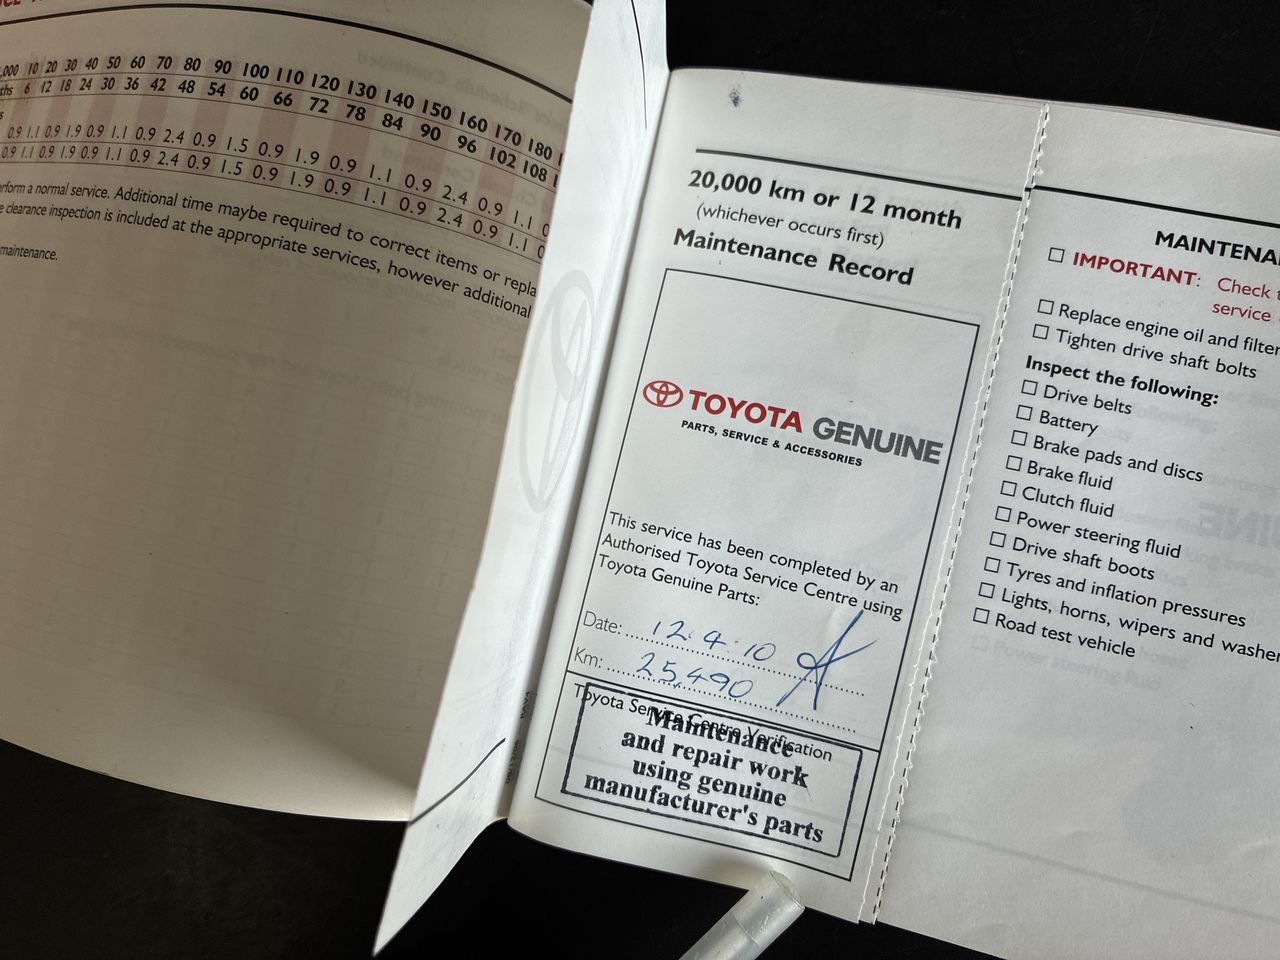 ,000 10 20 30 40 50 60 70 80 90 100 110 120 130 140 150 160 170 180
ths 6 12 18 24 30 36 42 48 54 60 66 72 78 84 90 96 102 108
0.9 1.1 0.9 1.9 0.9 1.1 0.9 2.4 0.9 1.5 0.9 1.9 0.9 1.1 0.9 2.4 0.9 1.1
0.9 1.1 0.9 1.9 0.9 1.1 0.9 2.4 0.9 1.5 0.9 1.9 0.9 1.1 0.9 2.4 0.9 1.1
rform a normal service. Additional time maybe required to correct items or repla
e clearance inspection is included at the appropriate services, however additional
maintenance.
20,000 km or 12 month
(whichever occurs first)
Maintenance Record
TOYOTA GENUINE
PARTS, SERVICE & ACCESSORIES
This service has been completed by an
Authorised Toyota Service Centre using
Toyota Genuine Parts:
Date: 12.4.10
Km: 25,490
Toyota Service Centre Verification
Maintenance
and repair work
using genuine
manufacturer's parts
MAINTENA
IMPORTANT: Check t
service
Replace engine oil and filter
Tighten drive shaft bolts
Inspect the following:
Drive belts
Battery
Brake pads and discs
Brake fluid
Clutch fluid
Power steering fluid
Drive shaft boots
Tyres and inflation pressures
Lights, horns, wipers and washer
Road test vehicle